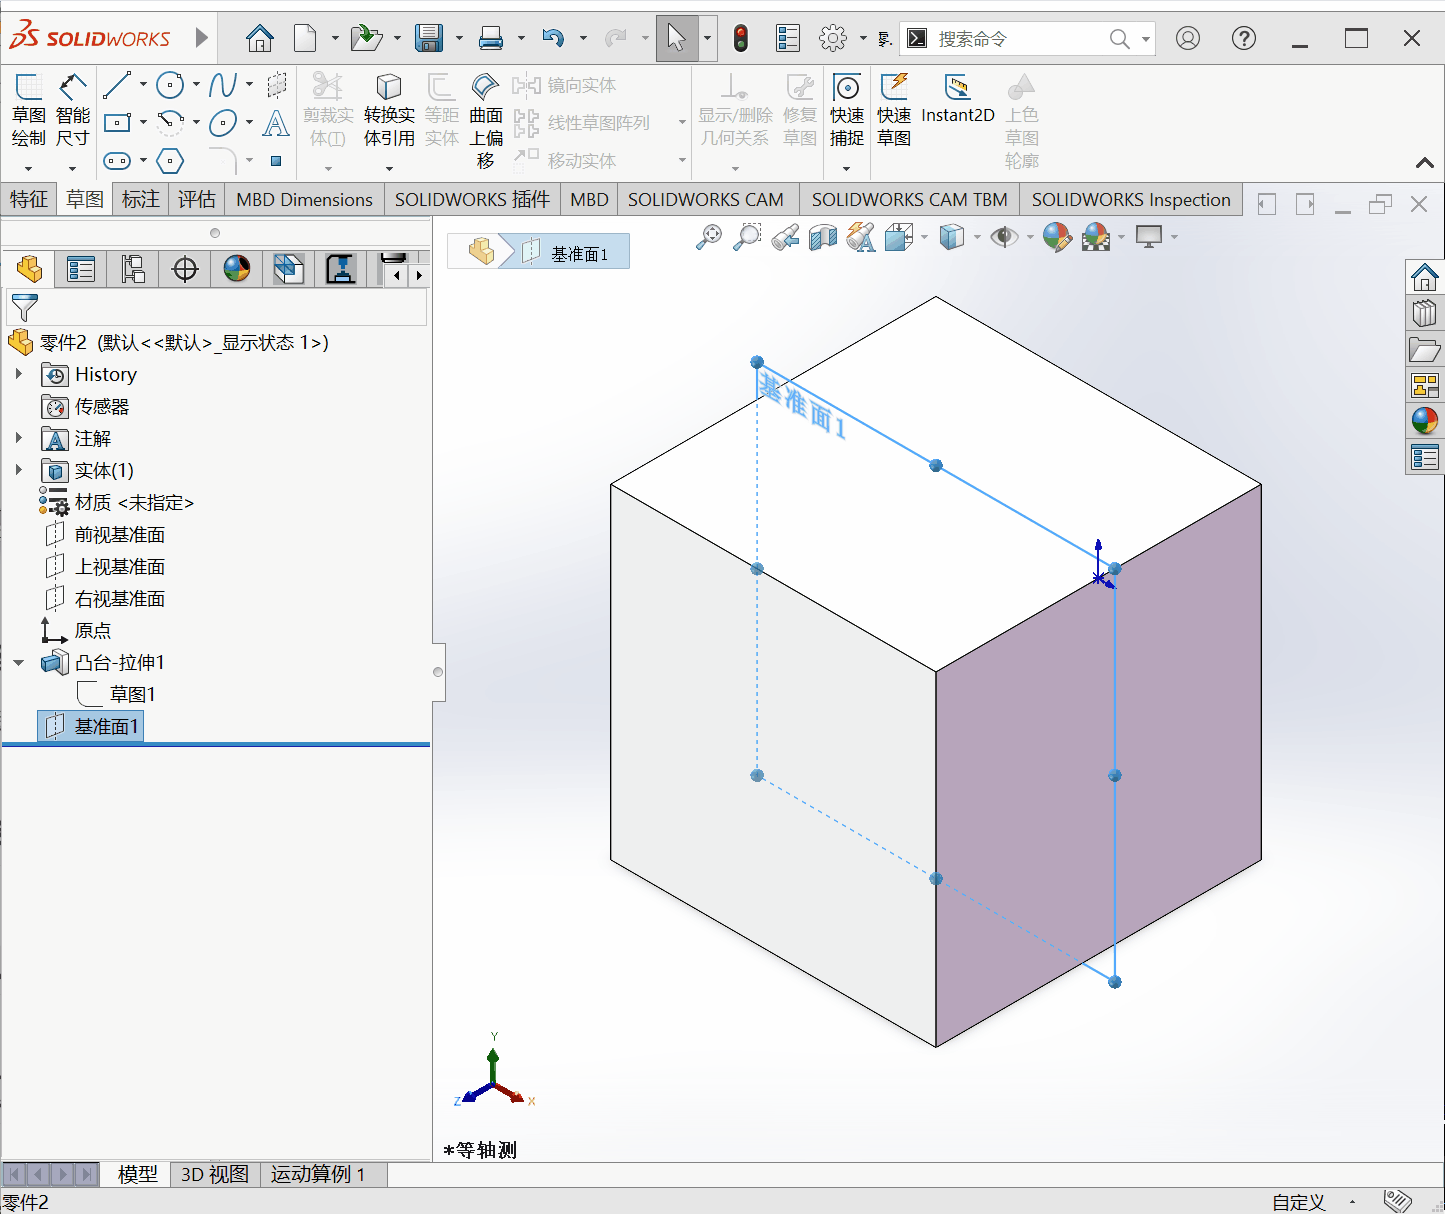 SOLIDWORKS
零.
搜索命令
草图绘制
智能尺寸
剪裁实体(T)
转换实体引用
等距实体
曲面上偏移
镜向实体
线性草图阵列
移动实体
显示/删除几何关系
修复草图
快速捕捉
快速草图
Instant2D
上色草图轮廓
特征
草图
标注
评估
MBD Dimensions
SOLIDWORKS 插件
MBD
SOLIDWORKS CAM
SOLIDWORKS CAM TBM
SOLIDWORKS Inspection
基准面1
零件2 (默认<<默认>_显示状态 1>)
History
传感器
注解
实体(1)
材质 <未指定>
前视基准面
上视基准面
右视基准面
原点
凸台-拉伸1
草图1
基准面1
基准面1
Y
Z
X
*等轴测
模型
3D 视图
运动算例 1
零件2
自定义